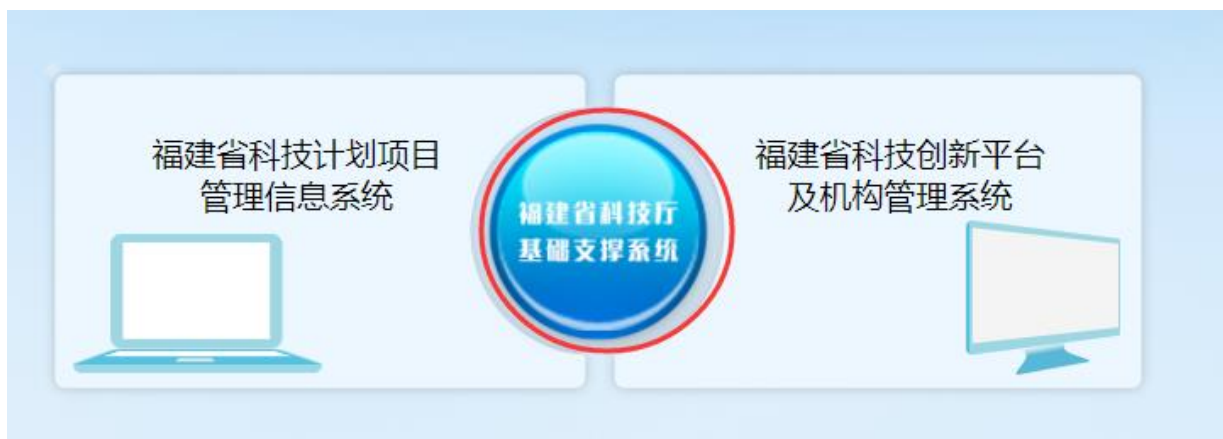 福建省科技计划项目
管理信息系统
福建省科技厅
基础支撑系统
福建省科技创新平台
及机构管理系统